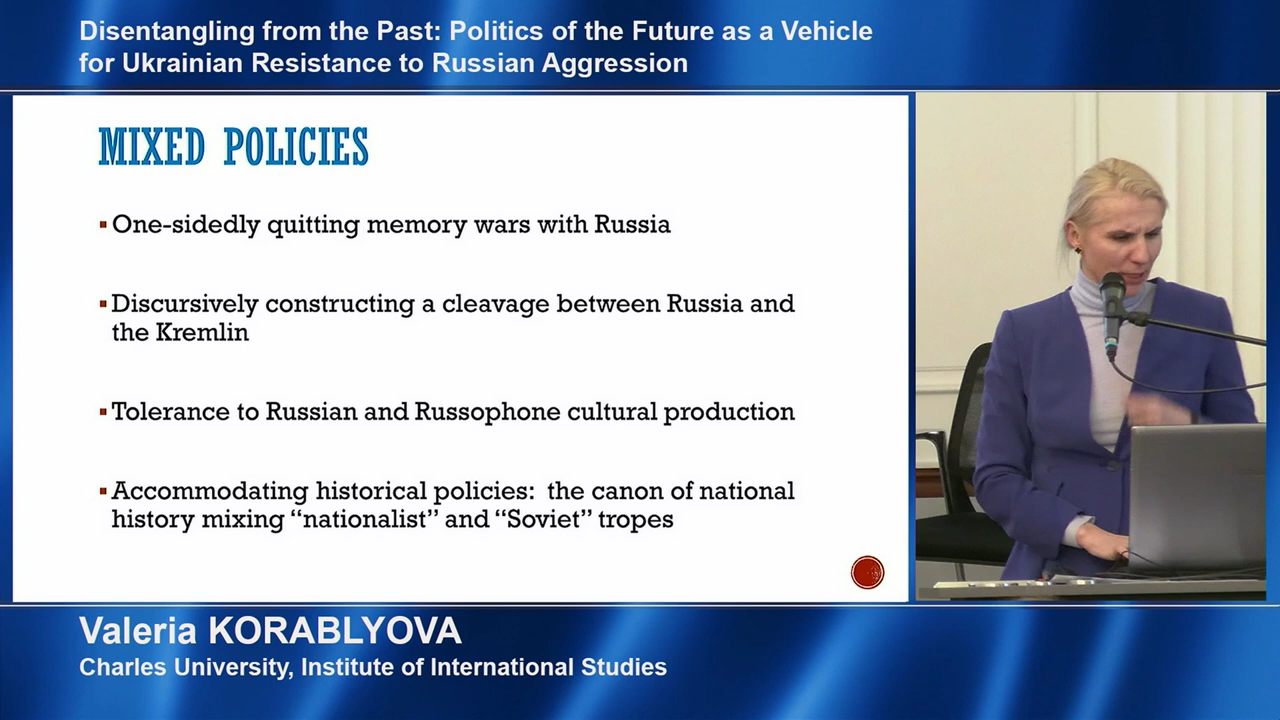 Disentangling from the Past: Politics of the Future as a Vehicle
for Ukrainian Resistance to Russian Aggression
MIXED POLICIES
▪ One-sidedly quitting memory wars with Russia
▪ Discursively constructing a cleavage between Russia and
the Kremlin
▪ Tolerance to Russian and Russophone cultural production
▪ Accommodating historical policies:  the canon of national
history mixing “nationalist” and “Soviet” tropes
Valeria KORABLYOVA
Charles University, Institute of International Studies